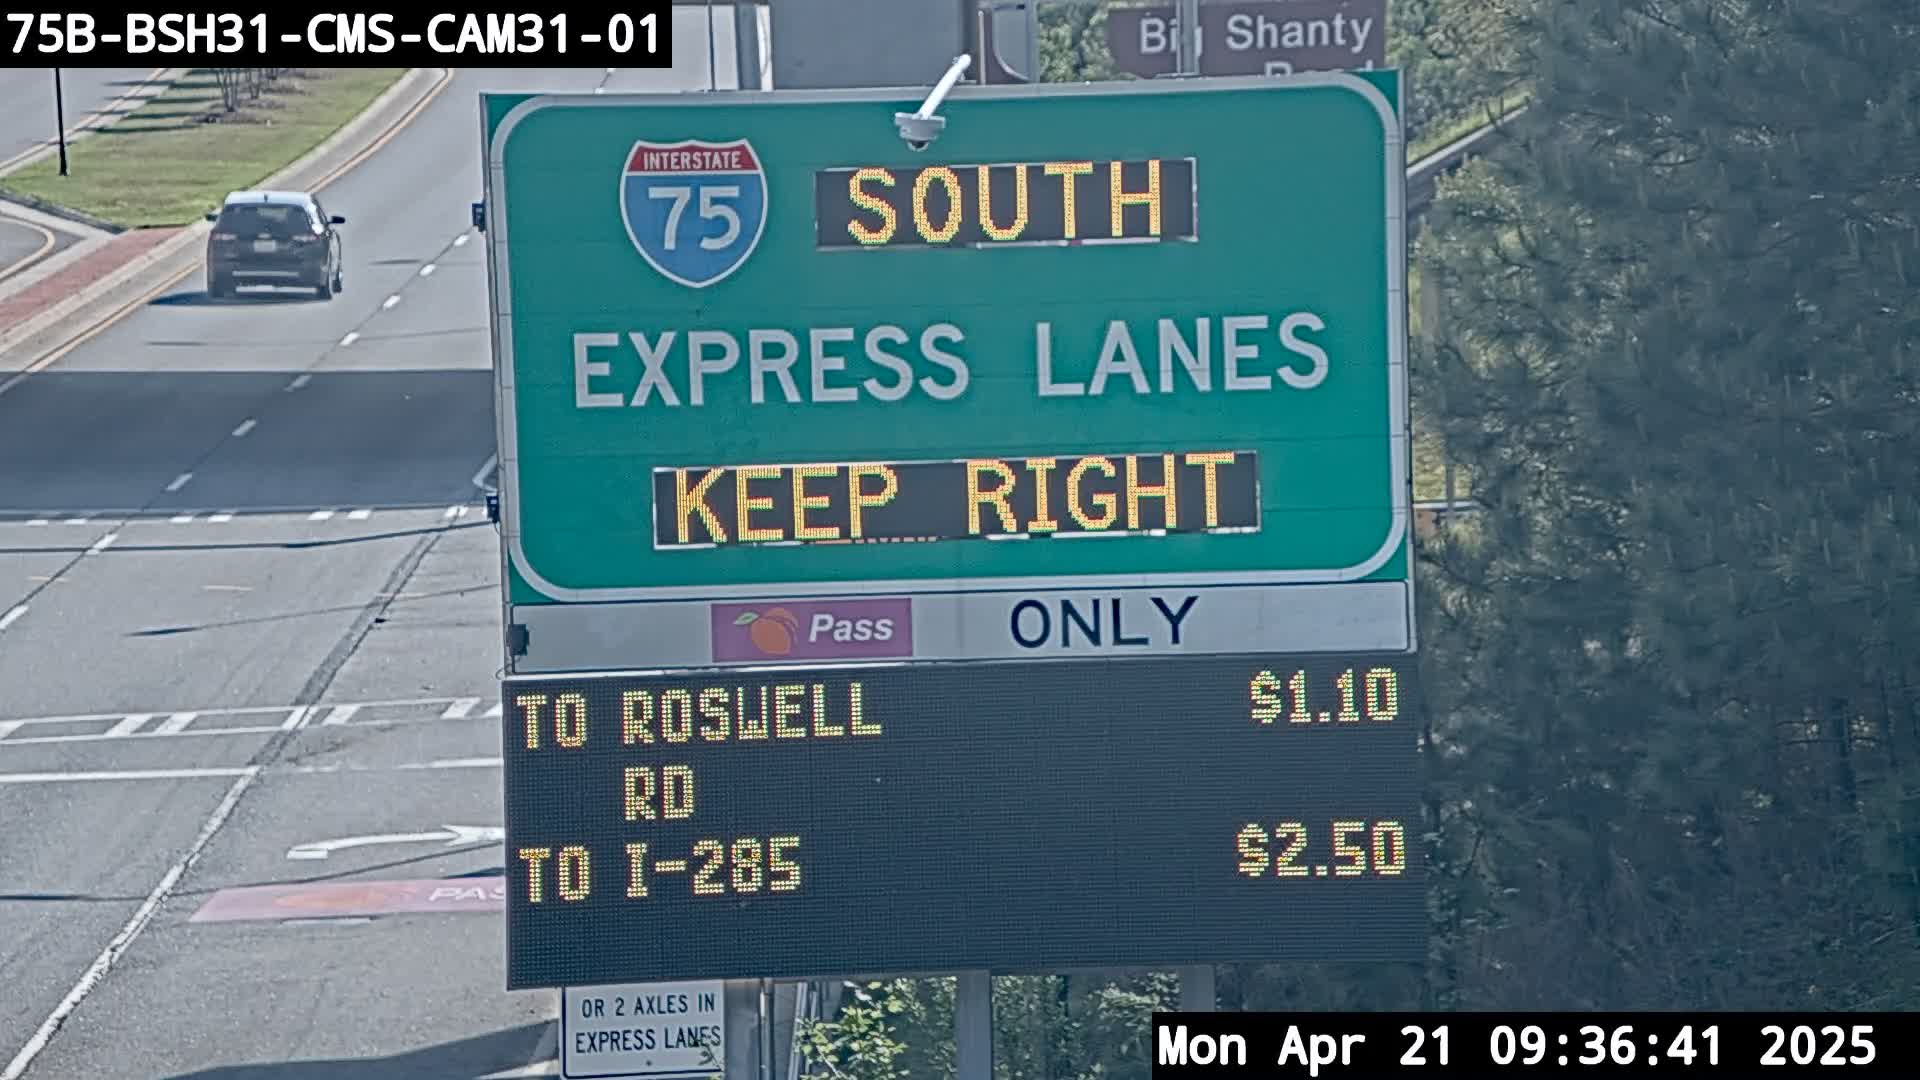 75B-BSH31-CMS-CAM31-01
Big Shanty
Road
INTERSTATE
75
SOUTH
EXPRESS LANES
KEEP RIGHT
Pass ONLY
TO ROSWELL $1.10
RD
TO I-285 $2.50
OR 2 AXLES IN
EXPRESS LANES
Mon Apr 21 09:36:41 2025